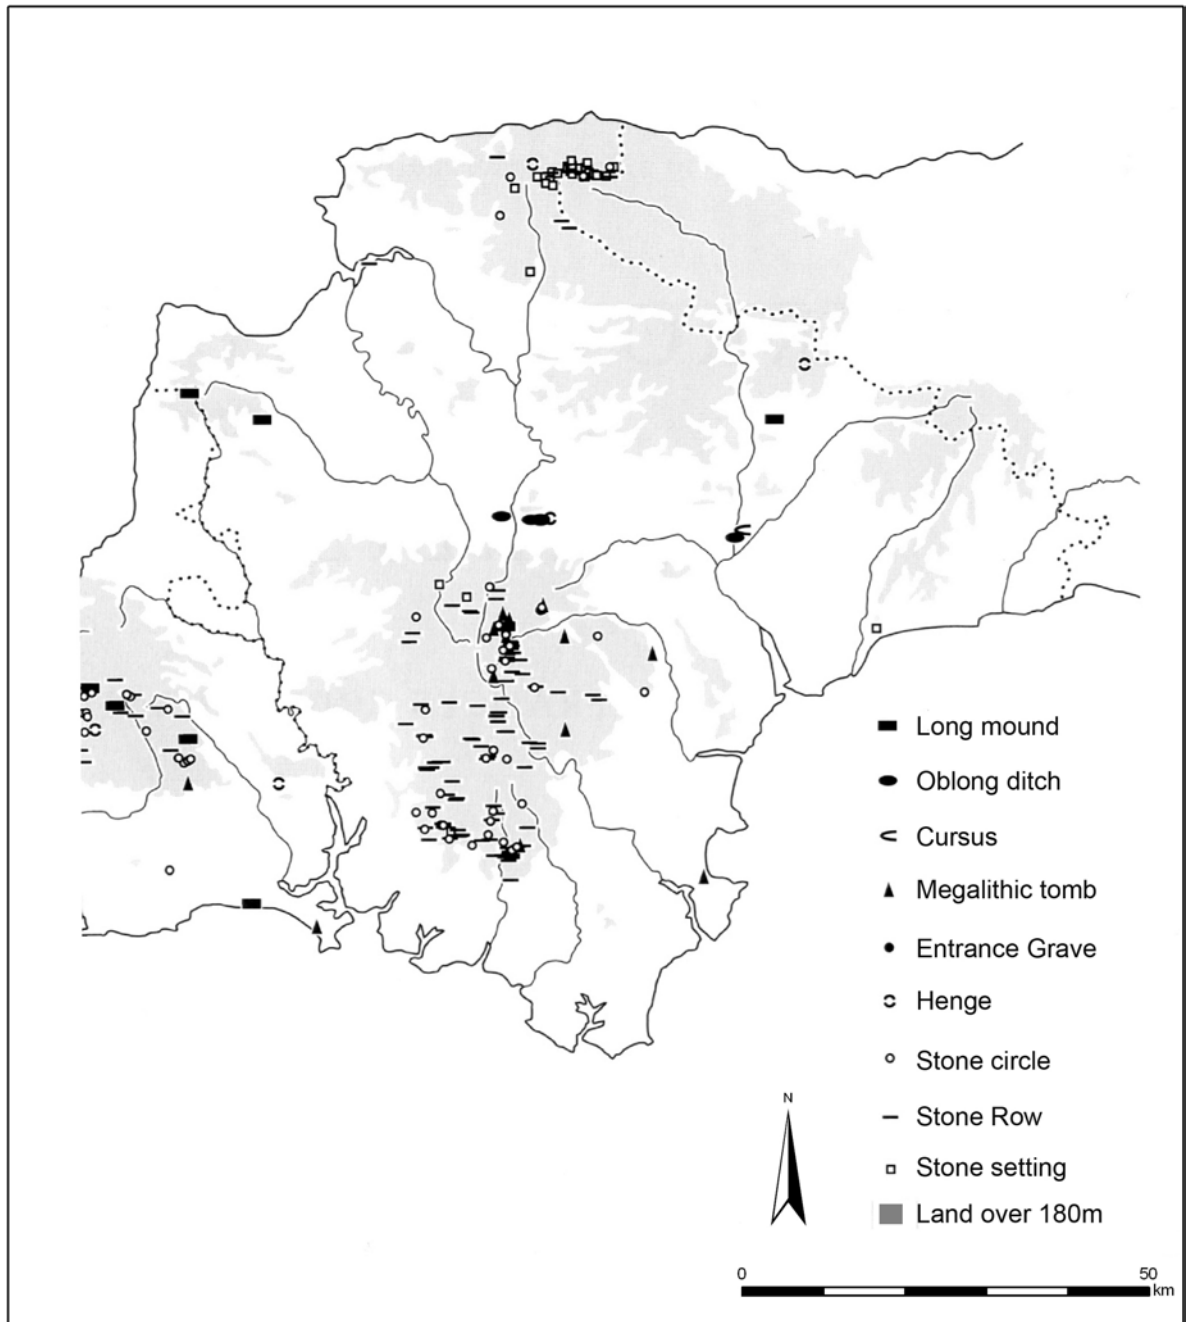 Long mound
Oblong ditch
Cursus
Megalithic tomb
Entrance Grave
Henge
Stone circle
Stone Row
Stone setting
Land over 180m
N
0 50
km